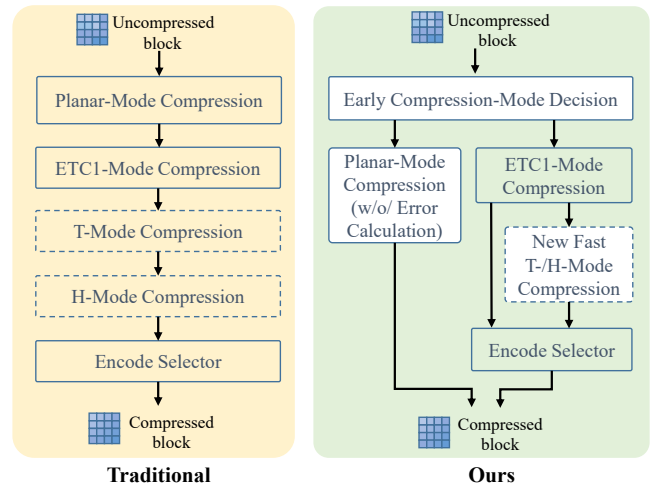 Uncompressed
block
Planar-Mode Compression
ETC1-Mode Compression
T-Mode Compression
H-Mode Compression
Encode Selector
Compressed
block
Traditional
Uncompressed
block
Early Compression-Mode Decision
Planar-Mode
Compression
(w/o/ Error
Calculation)
ETC1-Mode
Compression
New Fast
T-/H-Mode
Compression
Encode Selector
Compressed
block
Ours